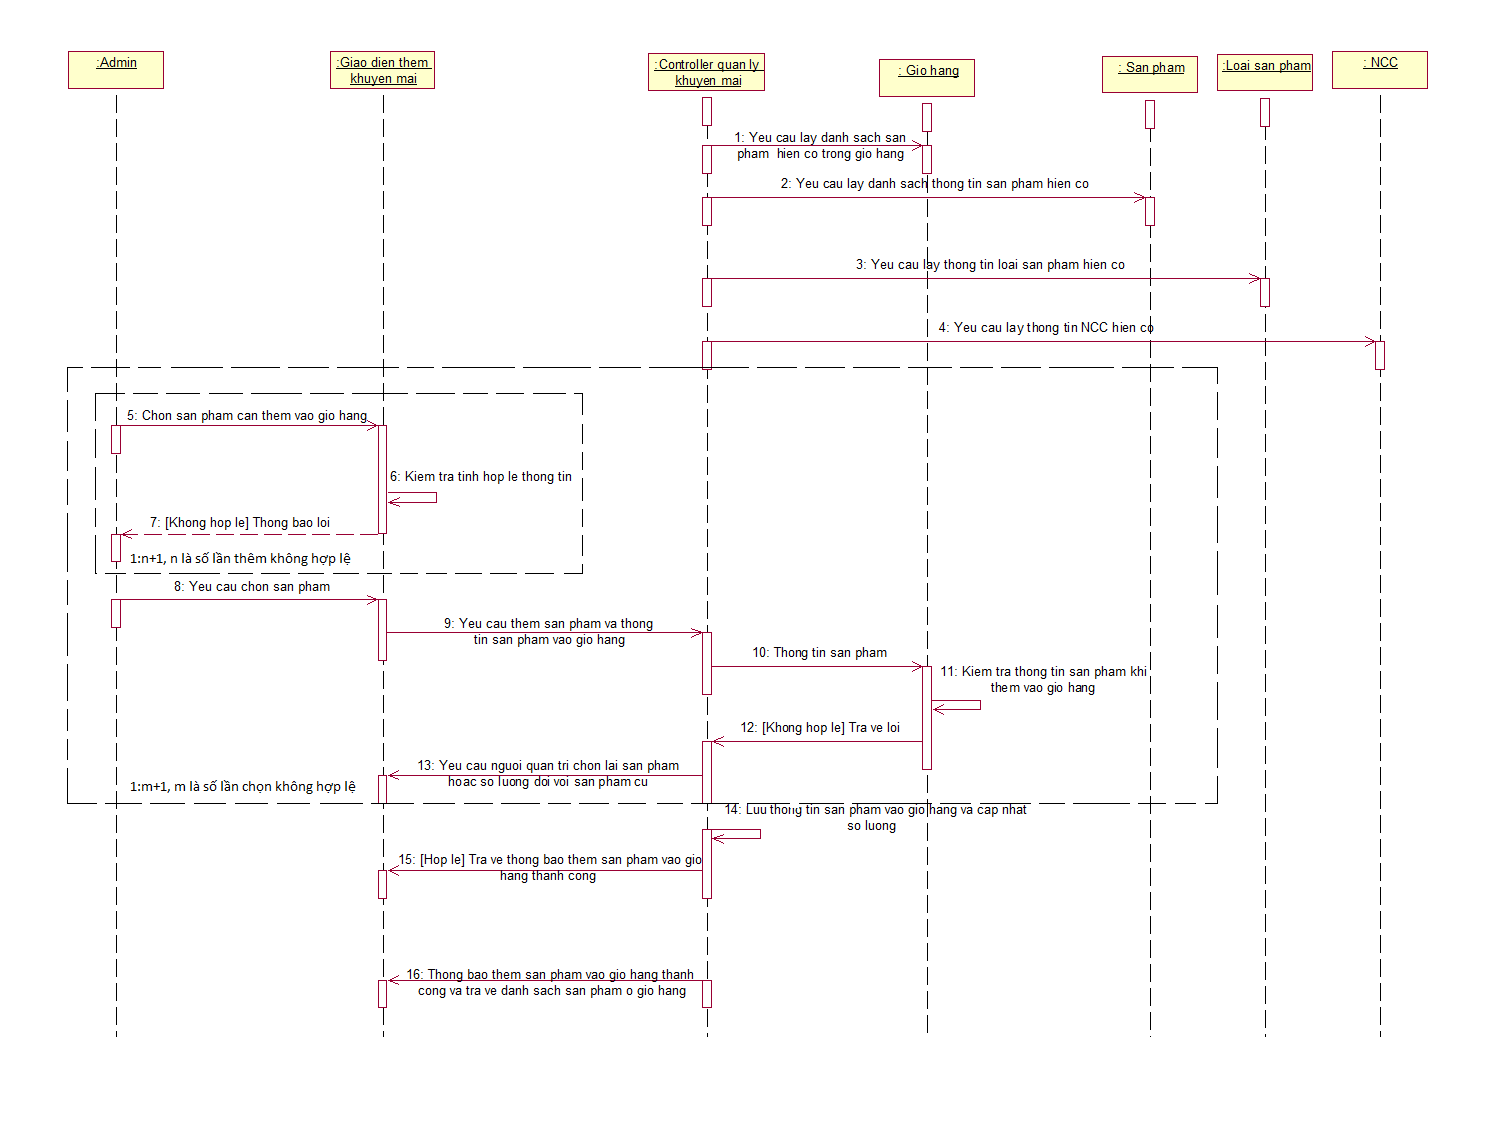 :Admin
:Giao dien them
khuyen mai
:Controller quan ly
khuyen mai
: Gio hang
: San pham
:Loai san pham
: NCC
1: Yeu cau lay danh sach san
pham hien co trong gio hang
2: Yeu cau lay danh sach thong tin san pham hien co
3: Yeu cau lay thong tin loai san pham hien co
4: Yeu cau lay thong tin NCC hien co
5: Chon san pham can them vao gio hang
6: Kiem tra tinh hop le thong tin
7: [Khong hop le] Thong bao loi
1:n+1, n là số lần thêm không hợp lệ
8: Yeu cau chon san pham
9: Yeu cau them san pham va thong
tin san pham vao gio hang
10: Thong tin san pham
11: Kiem tra thong tin san pham khi
them vao gio hang
12: [Khong hop le] Tra ve loi
13: Yeu cau nguoi quan tri chon lai san pham
hoac so luong doi voi san pham cu
1:m+1, m là số lần chọn không hợp lệ
14: Luu thong tin san pham vao gio hang va cap nhat
so luong
15: [Hop le] Tra ve thong bao them san pham vao gio
hang thanh cong
16: Thong bao them san pham vao gio hang thanh
cong va tra ve danh sach san pham o gio hang